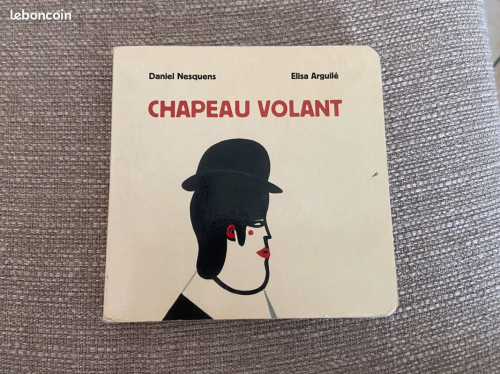 leboncoin
Daniel Nesquens Elisa Arguilé
CHAPEAU VOLANT